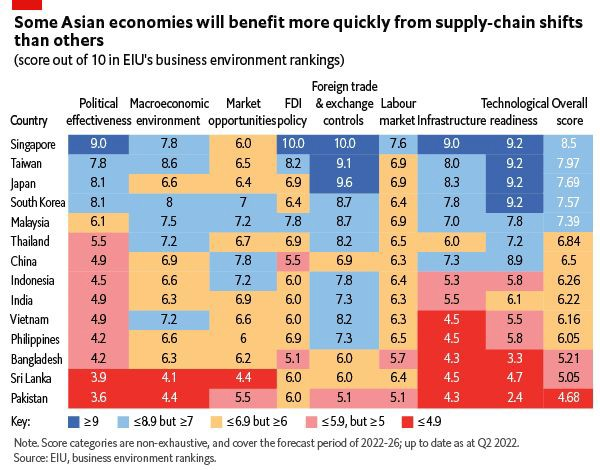 Some Asian economies will benefit more quickly from supply-chain shifts
than others
(score out of 10 in EIU's business environment rankings)
Country Political effectiveness Macroeconomic environment Market opportunities FDI policy Foreign trade & exchange controls Labour market Infrastructure Technological readiness Overall score
Singapore 9.0 7.8 6.0 10.0 10.0 7.6 9.0 9.2 8.5
Taiwan 7.8 8.6 6.5 8.2 9.1 6.9 8.0 9.2 7.97
Japan 8.1 6.6 6.4 6.9 9.6 6.9 8.3 9.2 7.69
South Korea 8.1 8 7 6.4 8.7 6.4 7.8 9.2 7.57
Malaysia 6.1 7.5 7.2 7.8 8.7 6.9 7.0 7.8 7.39
Thailand 5.5 7.2 6.7 6.9 8.2 6.5 6.0 7.2 6.84
China 4.9 6.9 7.8 5.5 6.9 6.3 7.3 8.9 6.5
Indonesia 4.5 6.6 7.2 6.0 7.8 6.4 5.3 5.8 6.26
India 4.9 6.3 6.9 6.0 7.3 6.3 5.5 6.1 6.22
Vietnam 4.9 7.2 6.6 6.0 8.2 6.3 4.5 5.5 6.16
Philippines 4.2 6.6 6 6.9 7.3 6.5 4.5 5.8 6.05
Bangladesh 4.2 6.3 6.2 5.1 6.0 5.7 4.3 3.3 5.21
Sri Lanka 3.9 4.1 4.4 6.0 6.0 6.4 4.5 4.7 5.05
Pakistan 3.6 4.4 5.5 6.0 5.1 5.1 4.3 2.4 4.68
Key: ≥9 ≤8.9 but ≥7 ≤6.9 but ≥6 ≤5.9, but ≥5 ≤4.9
Note. Score categories are non-exhaustive, and cover the forecast period of 2022-26; up to date as at Q2 2022.
Source: EIU, business environment rankings.